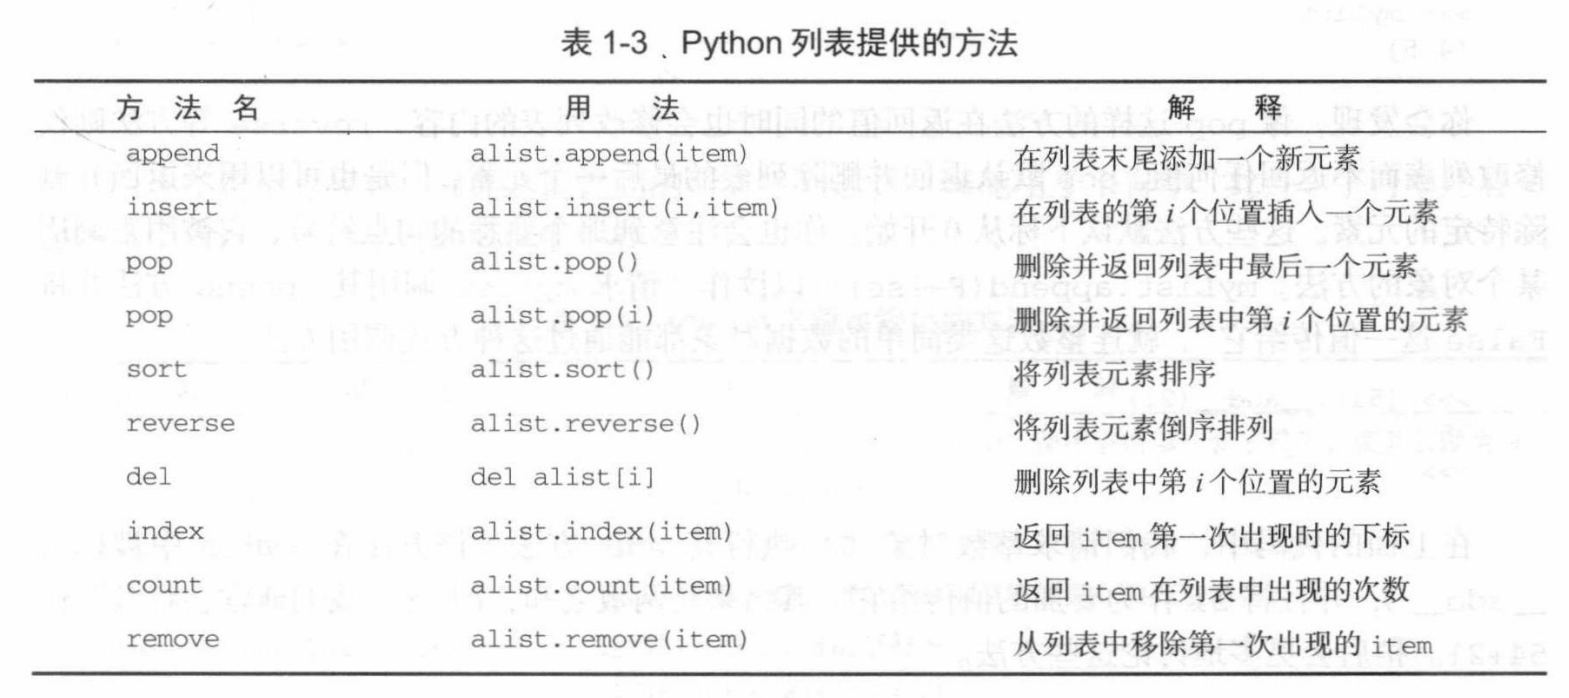 表 1-3 Python 列表提供的方法
方 法 名 用 法 解 释
append alist.append(item) 在列表末尾添加一个新元素
insert alist.insert(i,item) 在列表的第 i 个位置插入一个元素
pop alist.pop() 删除并返回列表中最后一个元素
pop alist.pop(i) 删除并返回列表中第 i 个位置的元素
sort alist.sort() 将列表元素排序
reverse alist.reverse() 将列表元素倒序排列
del del alist[i] 删除列表中第 i 个位置的元素
index alist.index(item) 返回 item 第一次出现时的下标
count alist.count(item) 返回 item 在列表中出现的次数
remove alist.remove(item) 从列表中移除第一次出现的 item